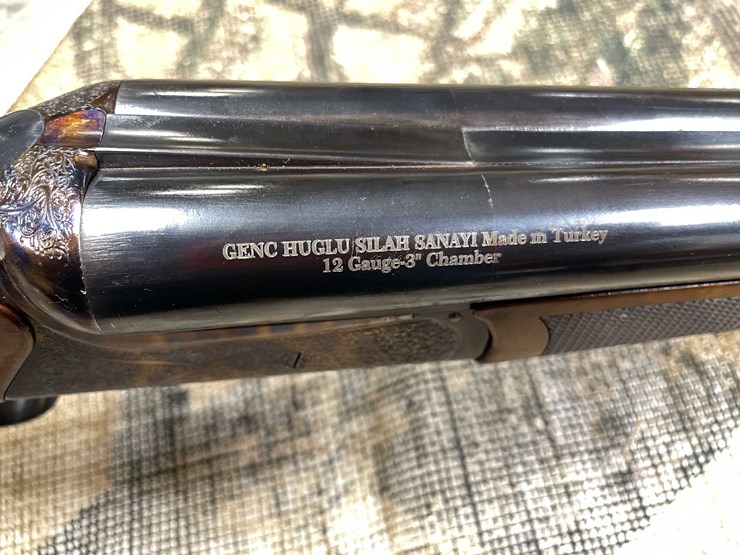 GENC HUGLU SILAH SANAYI Made in Turkey
12 Gauge-3" Chamber